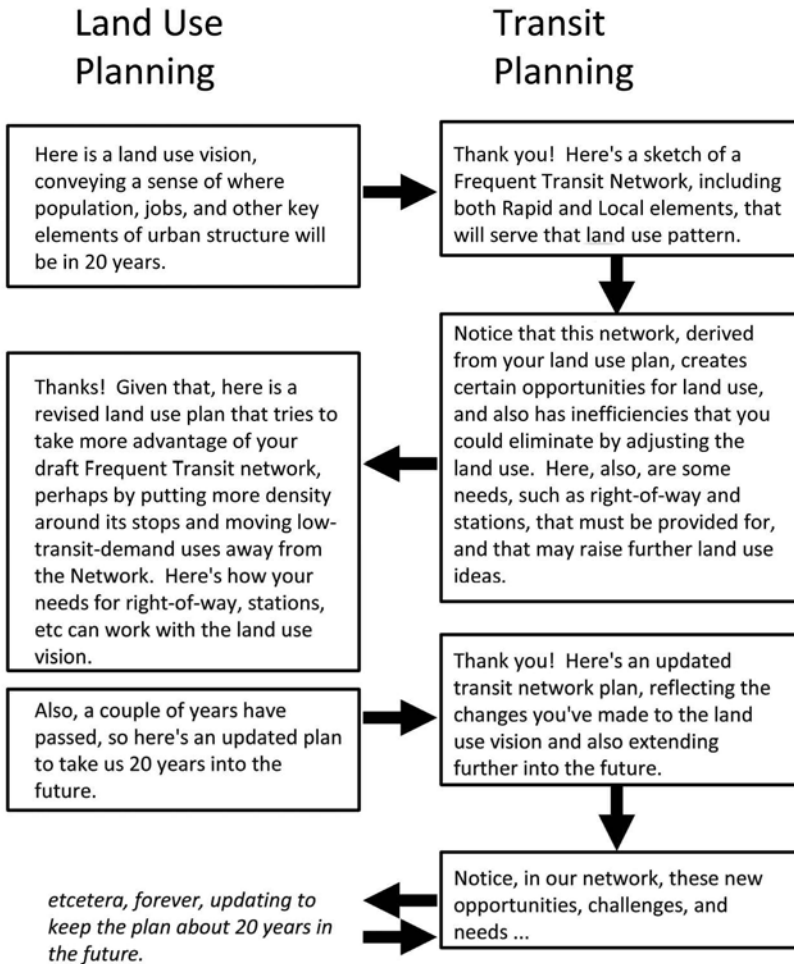 Land Use
Planning
Transit
Planning
Here is a land use vision,
conveying a sense of where
population, jobs, and other key
elements of urban structure will
be in 20 years.
Thank you!  Here's a sketch of a
Frequent Transit Network, including
both Rapid and Local elements, that
will serve that land use pattern.
Notice that this network, derived
from your land use plan, creates
certain opportunities for land use,
and also has inefficiencies that you
could eliminate by adjusting the
land use.  Here, also, are some
needs, such as right-of-way and
stations, that must be provided for,
and that may raise further land use
ideas.
Thanks!  Given that, here is a
revised land use plan that tries to
take more advantage of your
draft Frequent Transit network,
perhaps by putting more density
around its stops and moving low-
transit-demand uses away from
the Network.  Here's how your
needs for right-of-way, stations,
etc can work with the land use
vision.
Also, a couple of years have
passed, so here's an updated plan
to take us 20 years into the
future.
Thank you!  Here's an updated
transit network plan, reflecting the
changes you've made to the land
use vision and also extending
further into the future.
Notice, in our network, these new
opportunities, challenges, and
needs ...
etcetera, forever, updating to
keep the plan about 20 years in
the future.